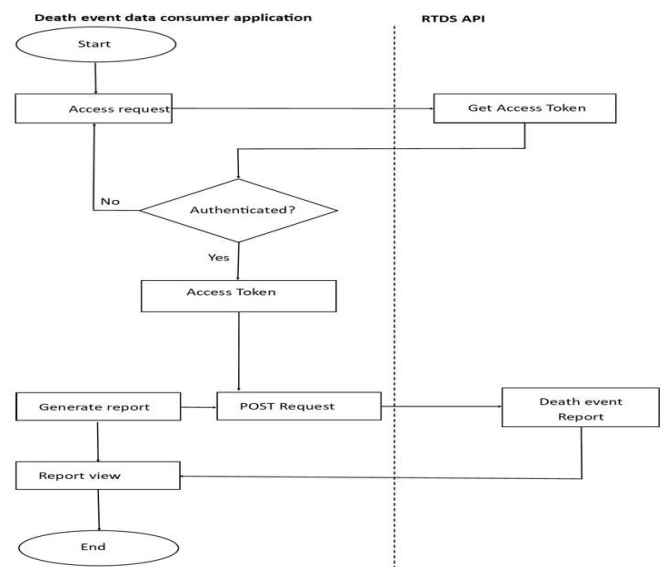 Death event data consumer application
RTDS API
Start
Access request
Get Access Token
No
Authenticated?
Yes
Access Token
Generate report
POST Request
Death event
Report
Report view
End